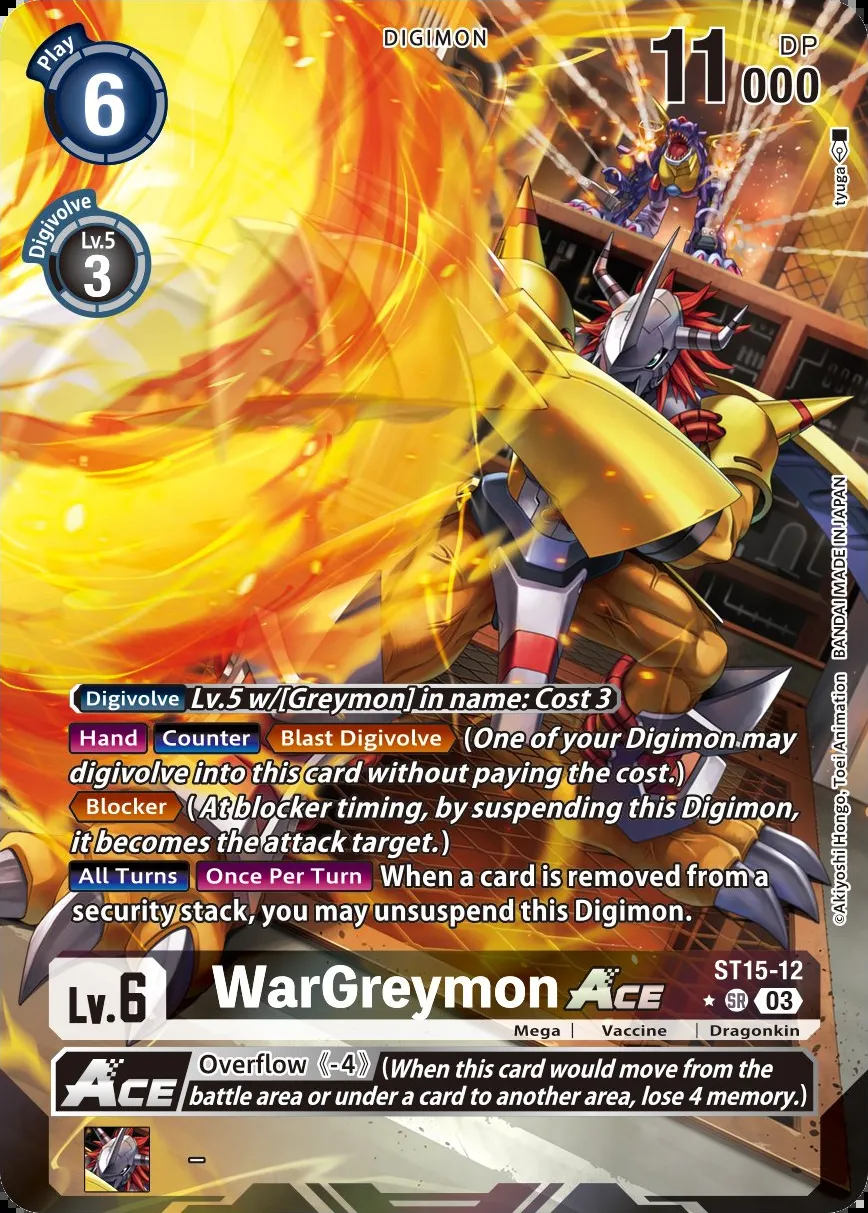 DIGIMON
Play
6
11000
DP
Digivolve
Lv.5
3
tyuga
BANDAI MADE IN JAPAN
©Akiyoshi Hongo, Toei Animation
Digivolve Lv.5 w/[Greymon] in name: Cost 3
Hand Counter Blast Digivolve (One of your Digimon may
digivolve into this card without paying the cost.)
Blocker (At blocker timing, by suspending this Digimon,
it becomes the attack target.)
All Turns Once Per Turn When a card is removed from a
security stack, you may unsuspend this Digimon.
Lv.6
WarGreymon ACE
ST15-12
SR 03
Mega | Vaccine | Dragonkin
ACE
Overflow《-4》(When this card would move from the
battle area or under a card to another area, lose 4 memory.)
-